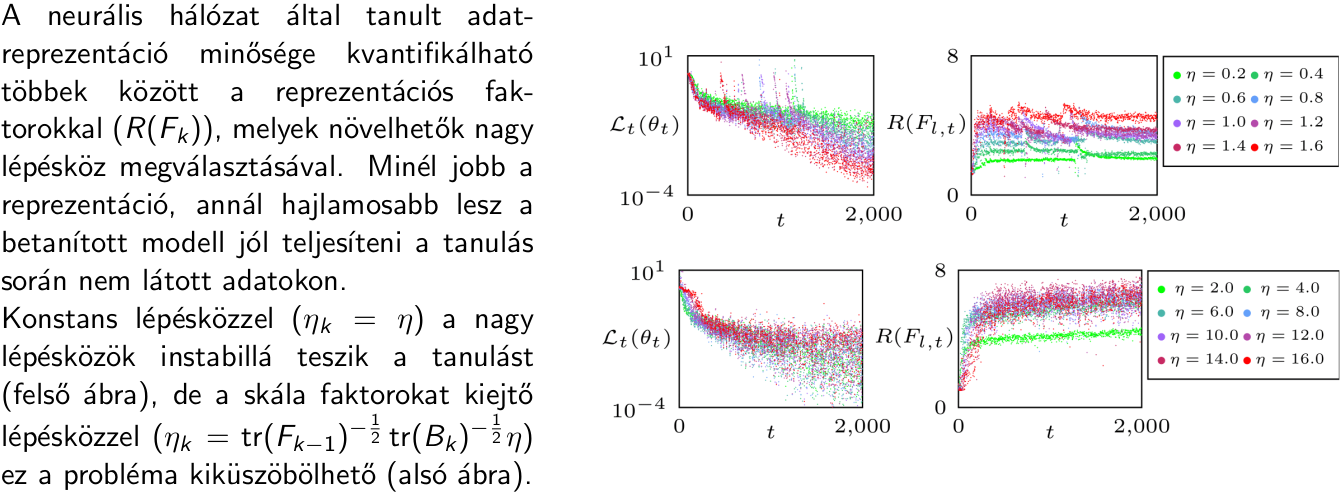 A neurális hálózat által tanult adat-
reprezentáció minősége kvantifikálható
többek között a reprezentációs fak-
torokkal (R(F_k)), melyek növelhetők nagy
lépésköz megválasztásával. Minél jobb a
reprezentáció, annál hajlamosabb lesz a
betanított modell jól teljesíteni a tanulás
során nem látott adatokon.
Konstans lépésközzel (η_k = η) a nagy
lépésközök instabillá teszik a tanulást
(felső ábra), de a skála faktorokat kiejtő
lépésközzel (η_k = tr(F_{k−1})^{−1/2} tr(B_k)^{−1/2} η)
ez a probléma kiküszöbölhető (alsó ábra).
10^1
L_t(θ_t)
10^{−4}
0
t
2,000
8
R(F_{l,t})
0
0
t
2,000
η = 0.2 η = 0.4
η = 0.6 η = 0.8
η = 1.0 η = 1.2
η = 1.4 η = 1.6
10^1
L_t(θ_t)
10^{−4}
0
t
2,000
8
R(F_{l,t})
0
0
t
2,000
η = 2.0 η = 4.0
η = 6.0 η = 8.0
η = 10.0 η = 12.0
η = 14.0 η = 16.0